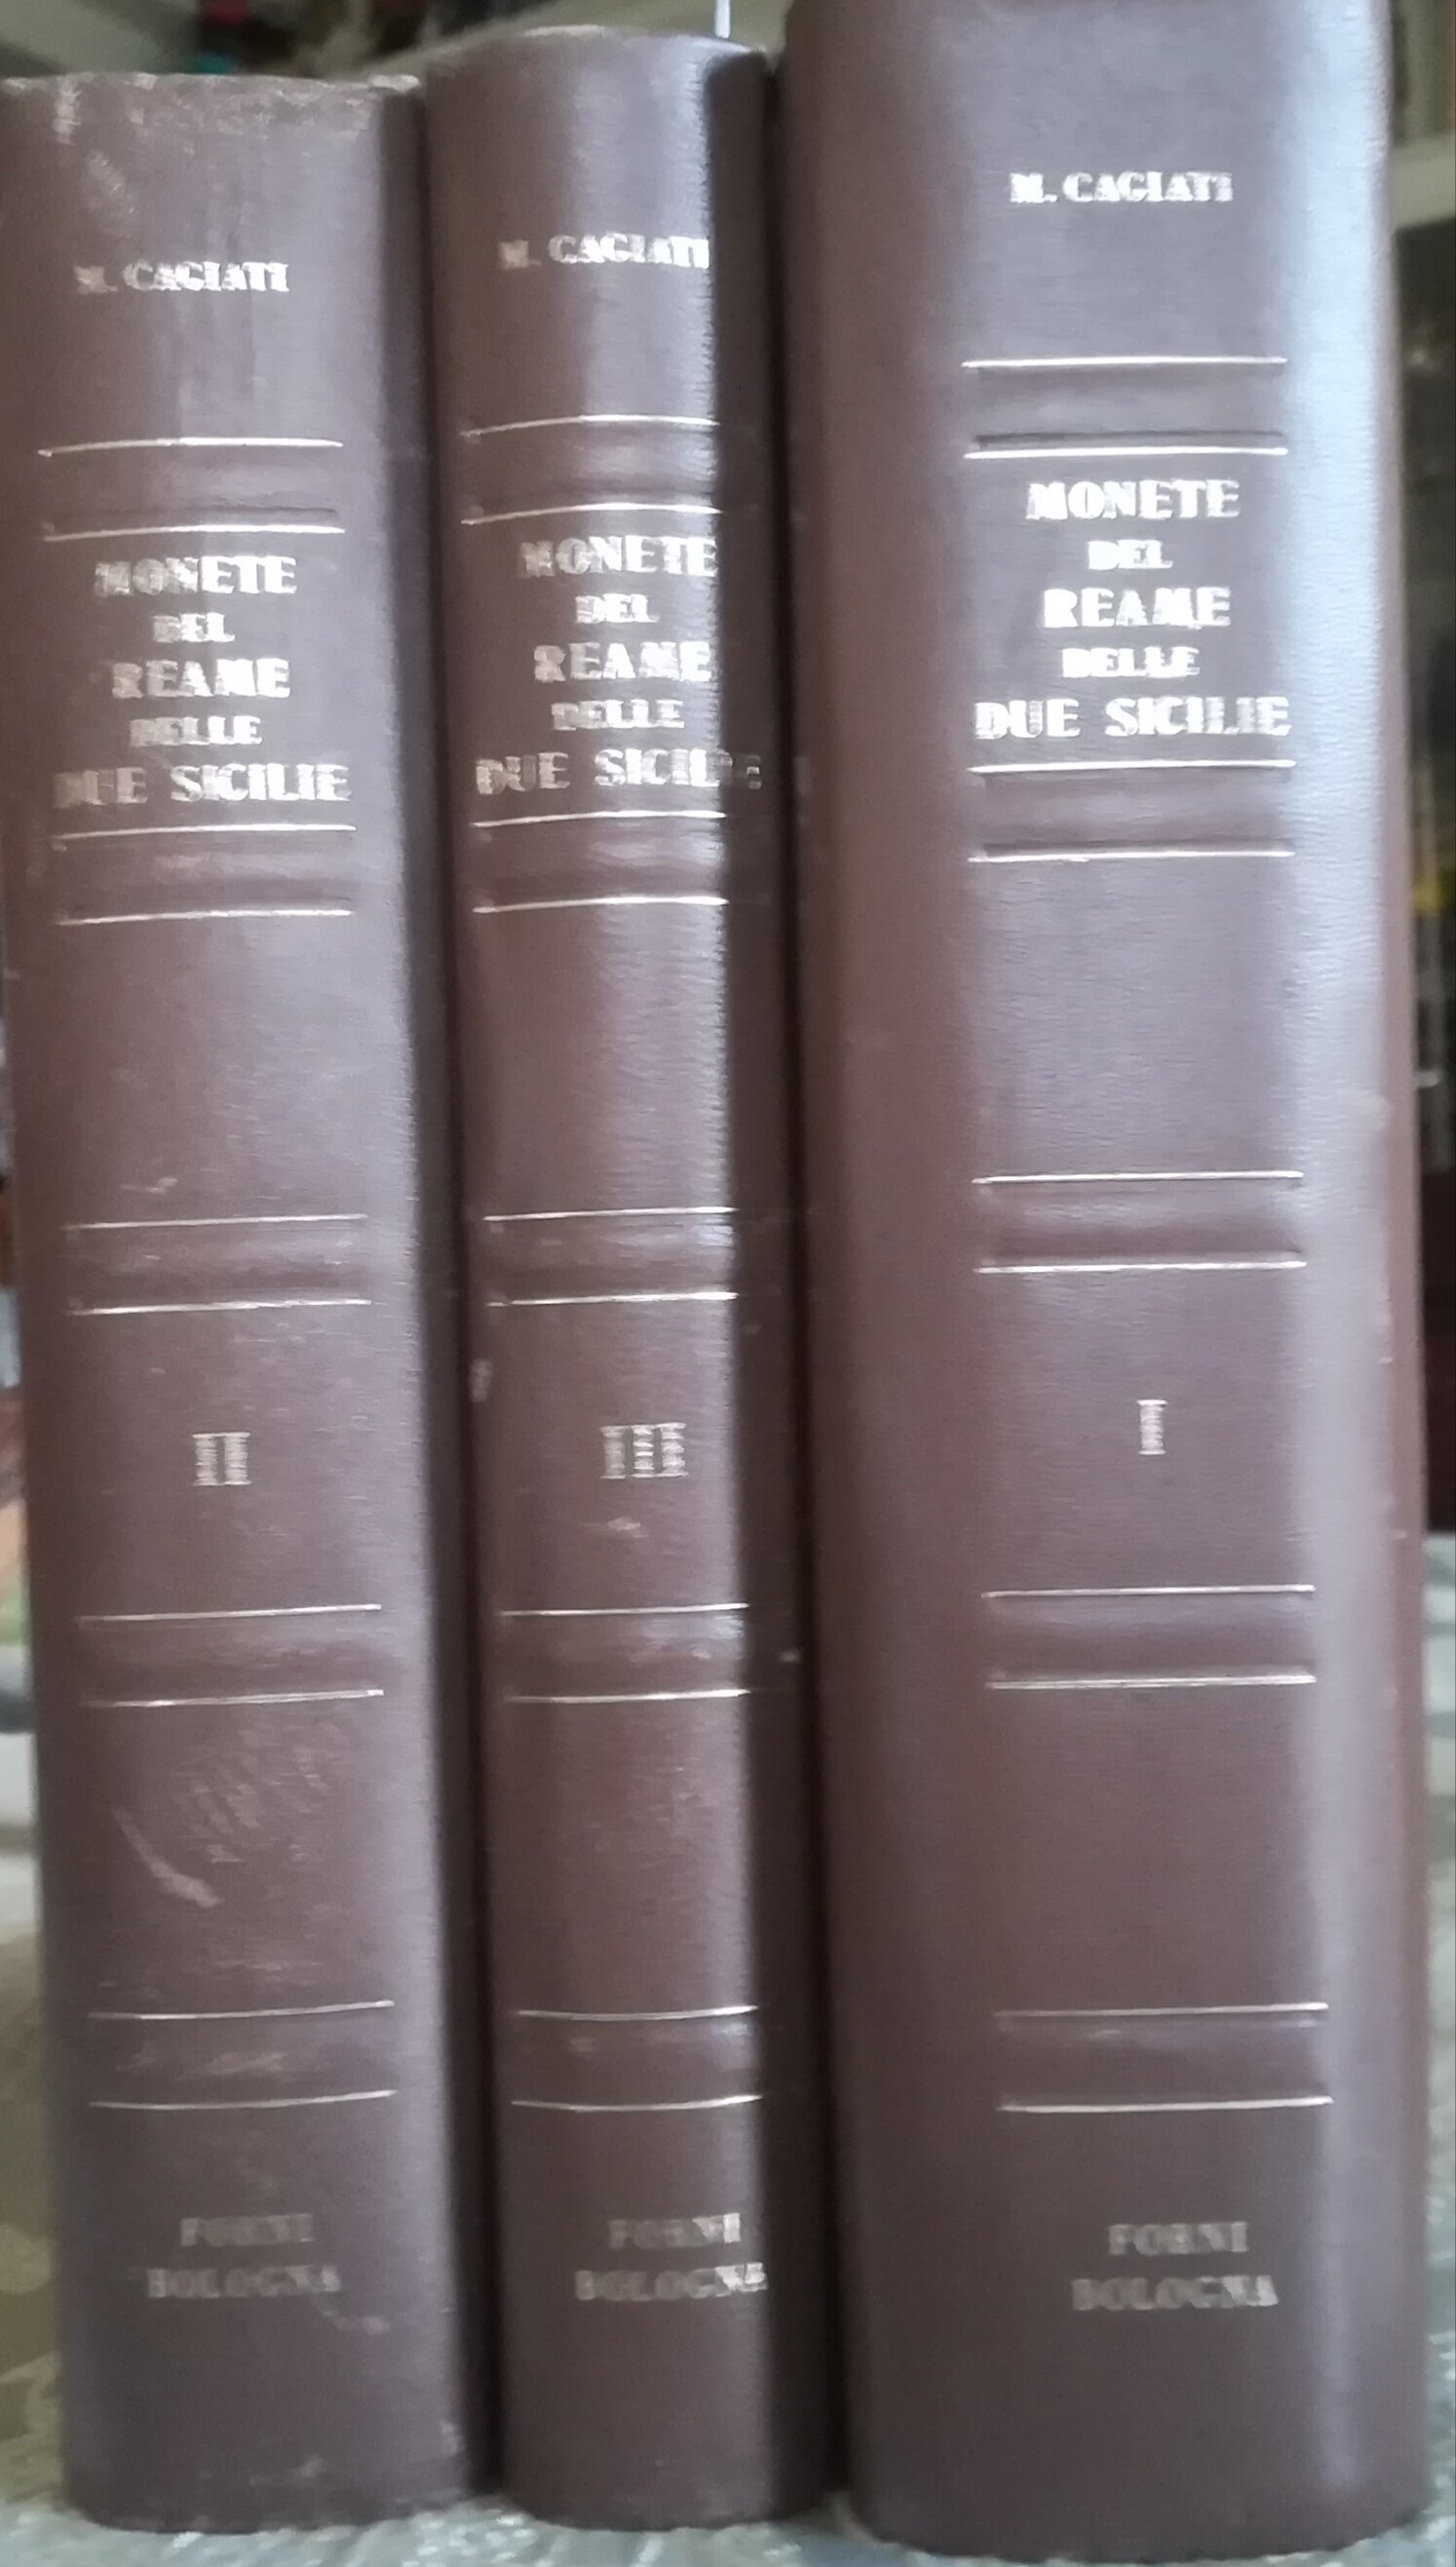 M. CAGIATI
MONETE
DEL
REAME
DELLE
DUE SICILIE
II
FORNI
BOLOGNA
M. CAGIATI
MONETE
DEL
REAME
DELLE
DUE SICILIE
III
FORNI
BOLOGNA
M. CAGIATI
MONETE
DEL
REAME
DELLE
DUE SICILIE
I
FORNI
BOLOGNA